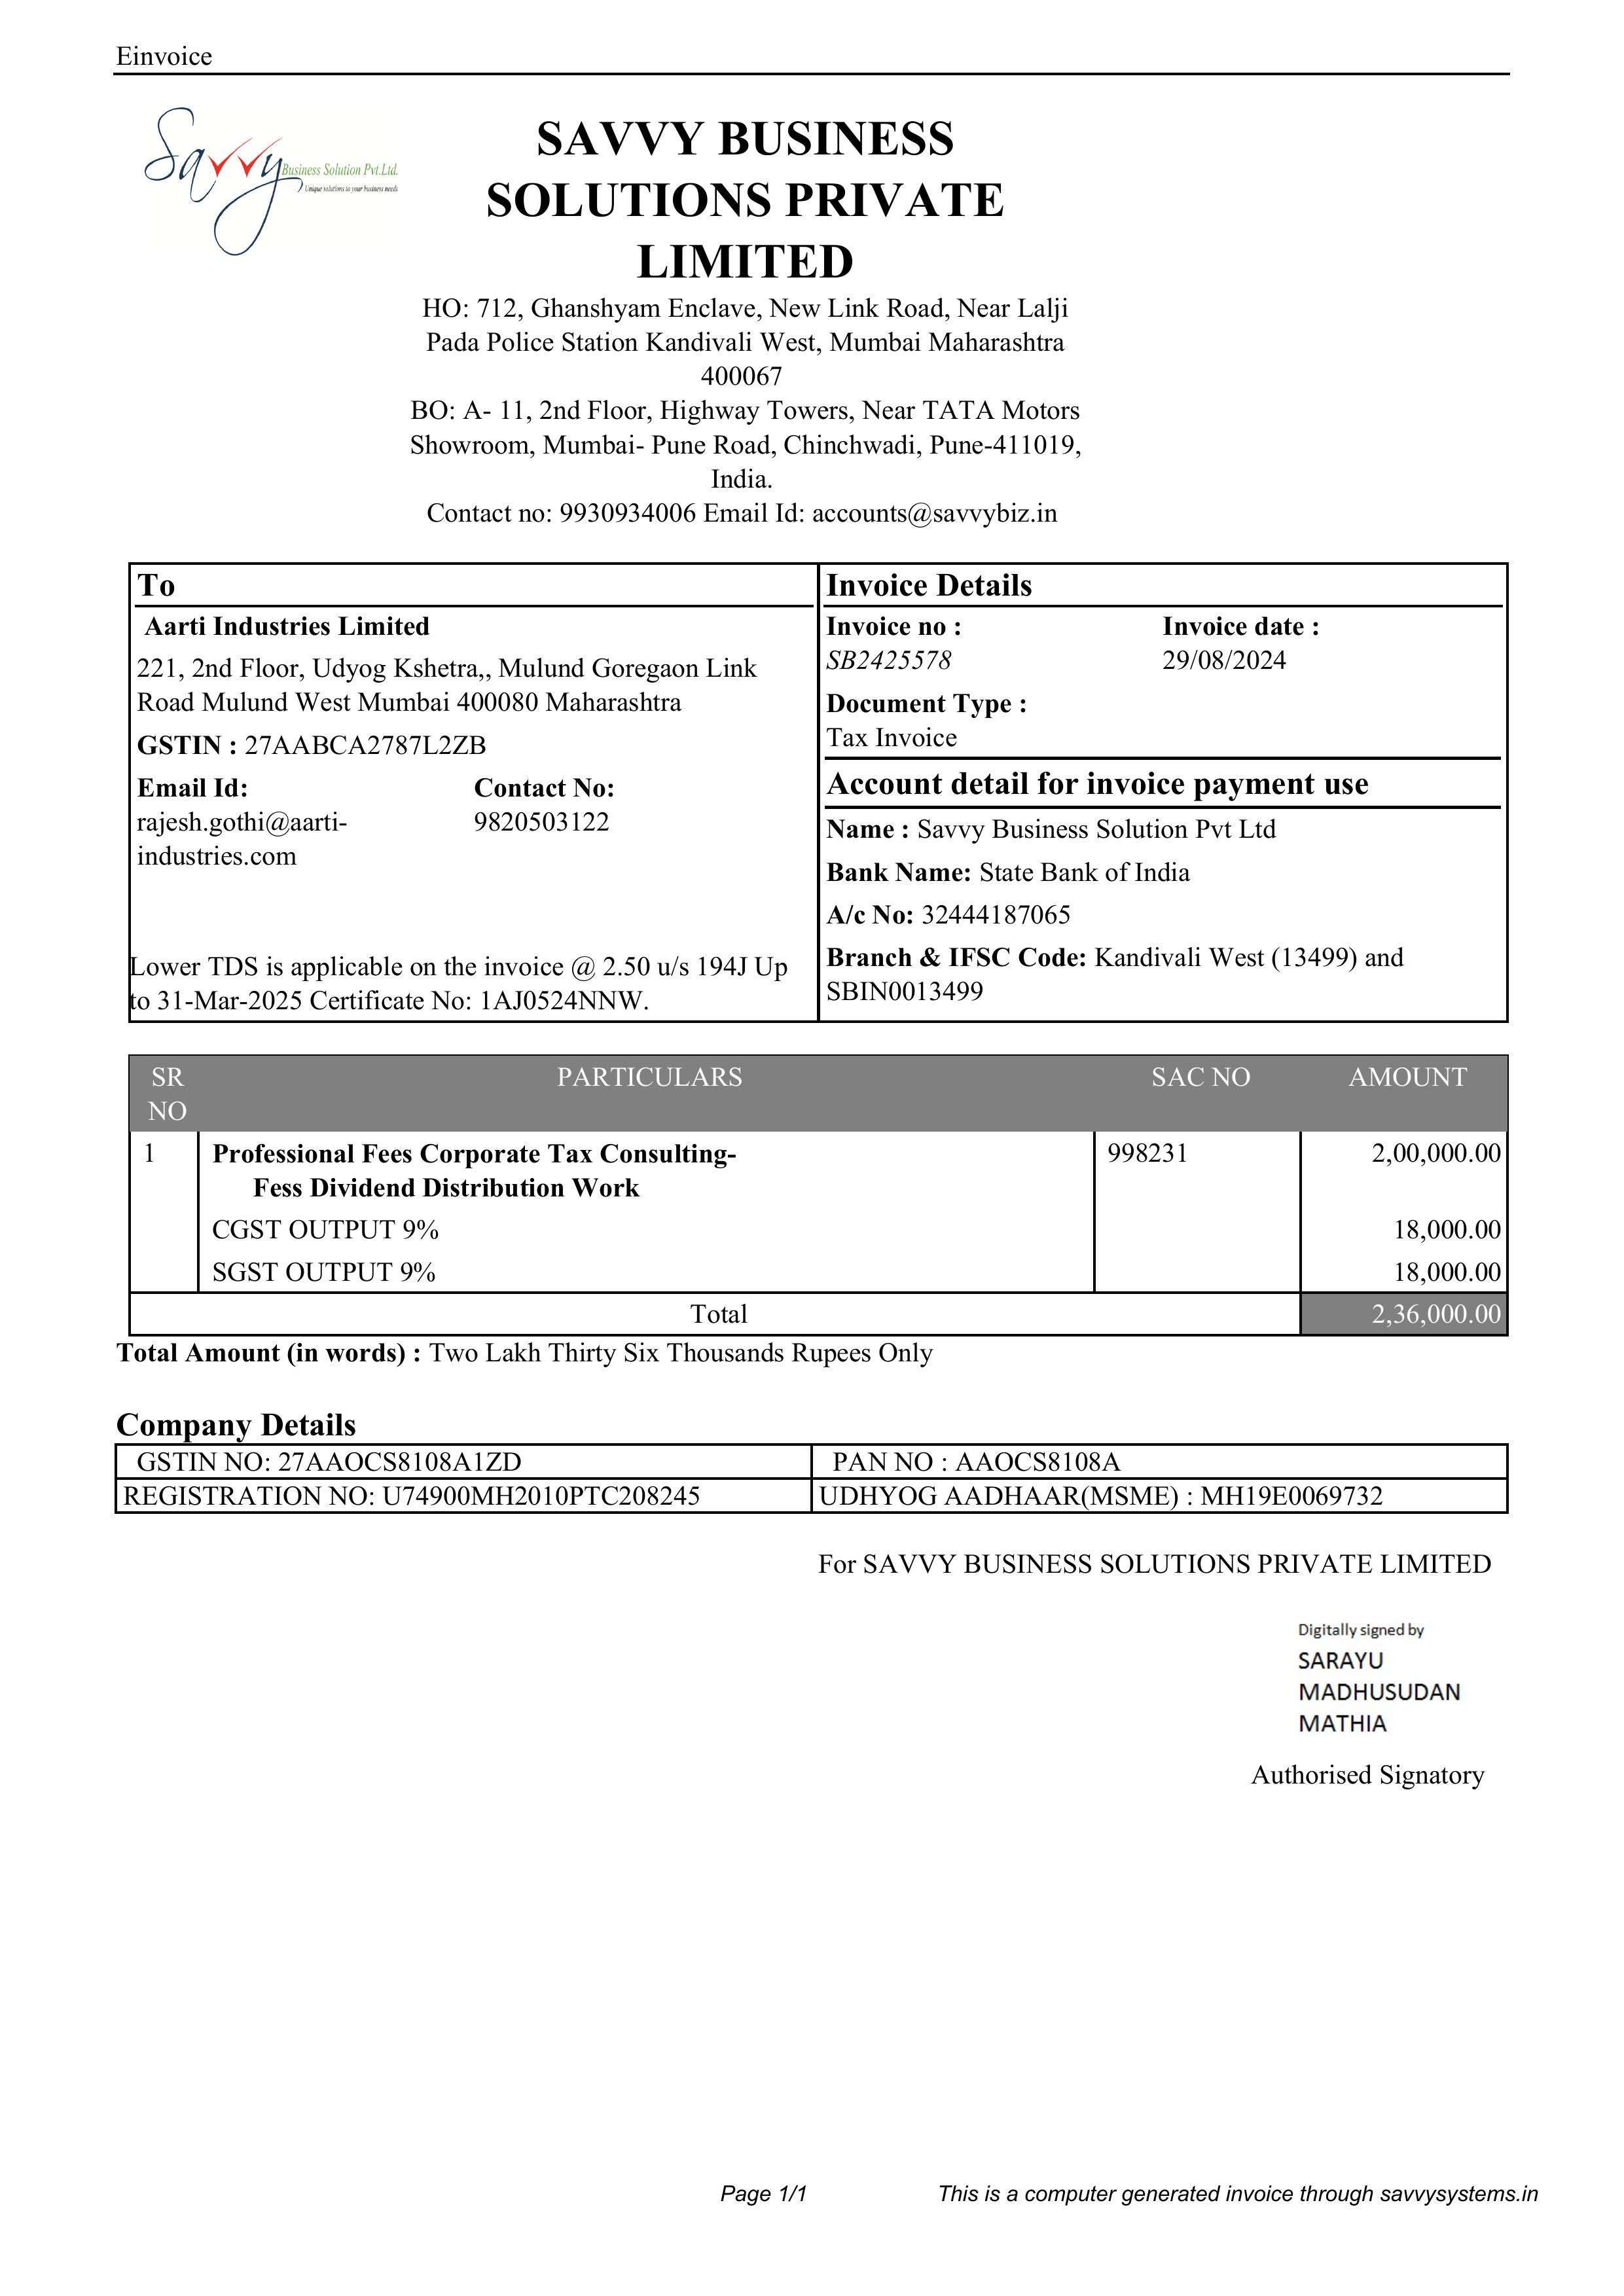 Einvoice
Savvy
Business Solution Pvt.Ltd.
Unique solutions to your business needs
SAVVY BUSINESS
SOLUTIONS PRIVATE
LIMITED
HO: 712, Ghanshyam Enclave, New Link Road, Near Lalji
Pada Police Station Kandivali West, Mumbai Maharashtra
400067
BO: A- 11, 2nd Floor, Highway Towers, Near TATA Motors
Showroom, Mumbai- Pune Road, Chinchwadi, Pune-411019,
India.
Contact no: 9930934006 Email Id: accounts@savvybiz.in
To
Aarti Industries Limited
221, 2nd Floor, Udyog Kshetra,, Mulund Goregaon Link
Road Mulund West Mumbai 400080 Maharashtra
GSTIN : 27AABCA2787L2ZB
Email Id: Contact No:
rajesh.gothi@aarti- 9820503122
industries.com
Lower TDS is applicable on the invoice @ 2.50 u/s 194J Up
to 31-Mar-2025 Certificate No: 1AJ0524NNW.
Invoice Details
Invoice no : Invoice date :
SB2425578 29/08/2024
Document Type :
Tax Invoice
Account detail for invoice payment use
Name : Savvy Business Solution Pvt Ltd
Bank Name: State Bank of India
A/c No: 32444187065
Branch & IFSC Code: Kandivali West (13499) and
SBIN0013499
SR PARTICULARS SAC NO AMOUNT
NO
1 Professional Fees Corporate Tax Consulting- 998231 2,00,000.00
Fess Dividend Distribution Work
CGST OUTPUT 9% 18,000.00
SGST OUTPUT 9% 18,000.00
Total 2,36,000.00
Total Amount (in words) : Two Lakh Thirty Six Thousands Rupees Only
Company Details
GSTIN NO: 27AAOCS8108A1ZD PAN NO : AAOCS8108A
REGISTRATION NO: U74900MH2010PTC208245 UDHYOG AADHAAR(MSME) : MH19E0069732
For SAVVY BUSINESS SOLUTIONS PRIVATE LIMITED
Digitally signed by
SARAYU
MADHUSUDAN
MATHIA
Authorised Signatory
Page 1/1 This is a computer generated invoice through savvysystems.in